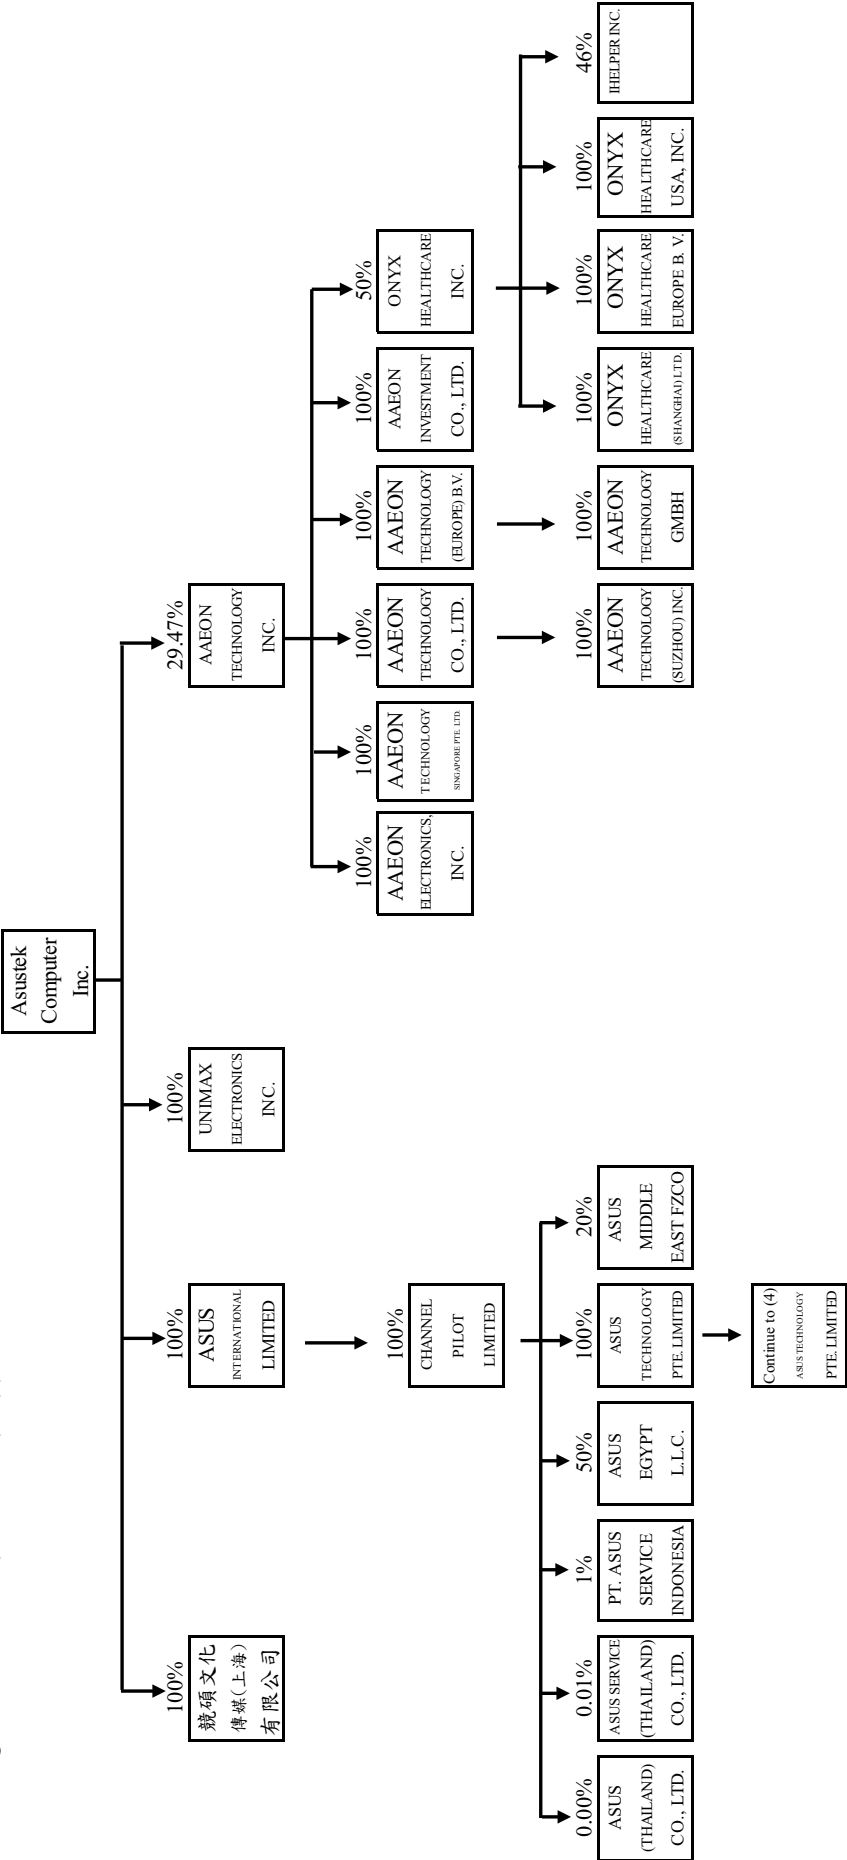 Asustek
Computer
Inc.
100%
競碩文化
傳媒(上海)
有限公司
100%
ASUS
INTERNATIONAL
LIMITED
100%
UNIMAX
ELECTRONICS
INC.
29.47%
AAEON
TECHNOLOGY
INC.
100%
CHANNEL
PILOT
LIMITED
100%
AAEON
ELECTRONICS,
INC.
100%
AAEON
TECHNOLOGY
SINGAPORE PTE. LTD.
100%
AAEON
TECHNOLOGY
CO., LTD.
100%
AAEON
TECHNOLOGY
(EUROPE) B.V.
100%
AAEON
INVESTMENT
CO., LTD.
50%
ONYX
HEALTHCARE
INC.
0.00%
ASUS
(THAILAND)
CO., LTD.
0.01%
ASUS SERVICE
(THAILAND)
CO., LTD.
1%
PT. ASUS
SERVICE
INDONESIA
50%
ASUS
EGYPT
L.L.C.
100%
ASUS
TECHNOLOGY
PTE. LIMITED
20%
ASUS
MIDDLE
EAST FZCO
100%
AAEON
TECHNOLOGY
(SUZHOU) INC.
100%
AAEON
TECHNOLOGY
GMBH
100%
ONYX
HEALTHCARE
(SHANGHAI) LTD.
100%
ONYX
HEALTHCARE
EUROPE B. V.
100%
ONYX
HEALTHCARE
USA, INC.
46%
IHELPER INC.
Continue to (4)
ASUS TECHNOLOGY
PTE. LIMITED